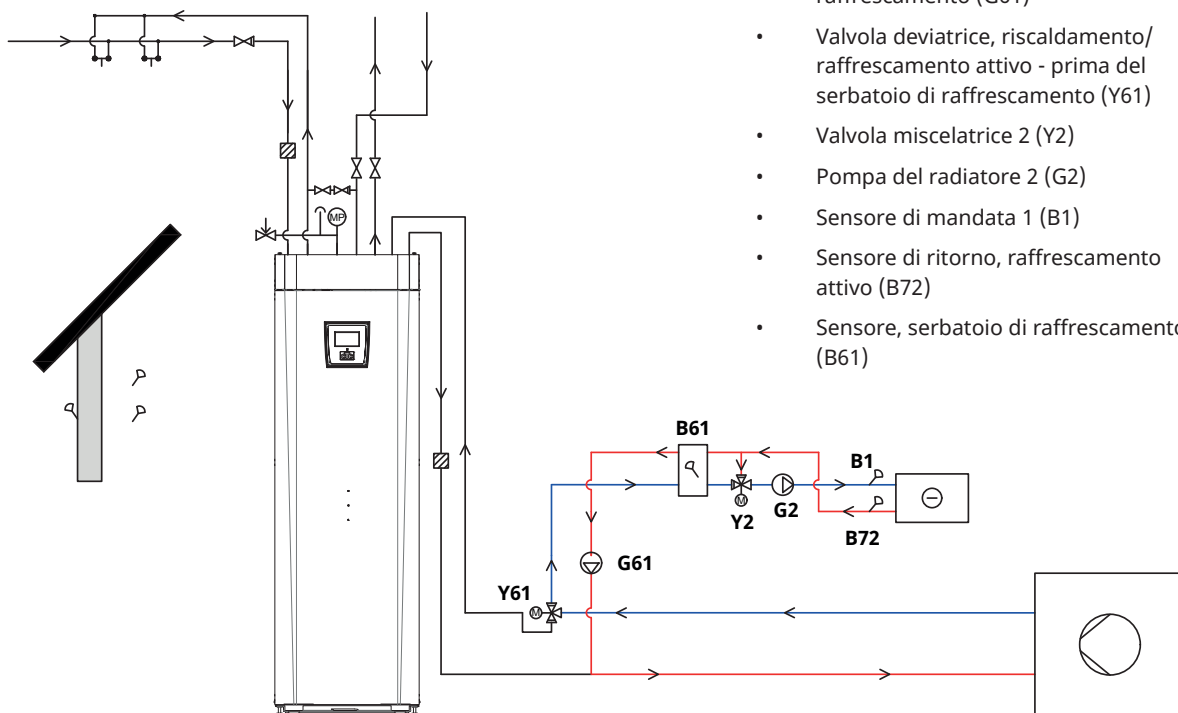 raffrescamento (G61)
• Valvola deviatrice, riscaldamento/
raffrescamento attivo - prima del
serbatoio di raffrescamento (Y61)
• Valvola miscelatrice 2 (Y2)
• Pompa del radiatore 2 (G2)
• Sensore di mandata 1 (B1)
• Sensore di ritorno, raffrescamento
attivo (B72)
• Sensore, serbatoio di raffrescamento
(B61)
MP
B61
B1
M
Y2
G2
B72
G61
Y61
M